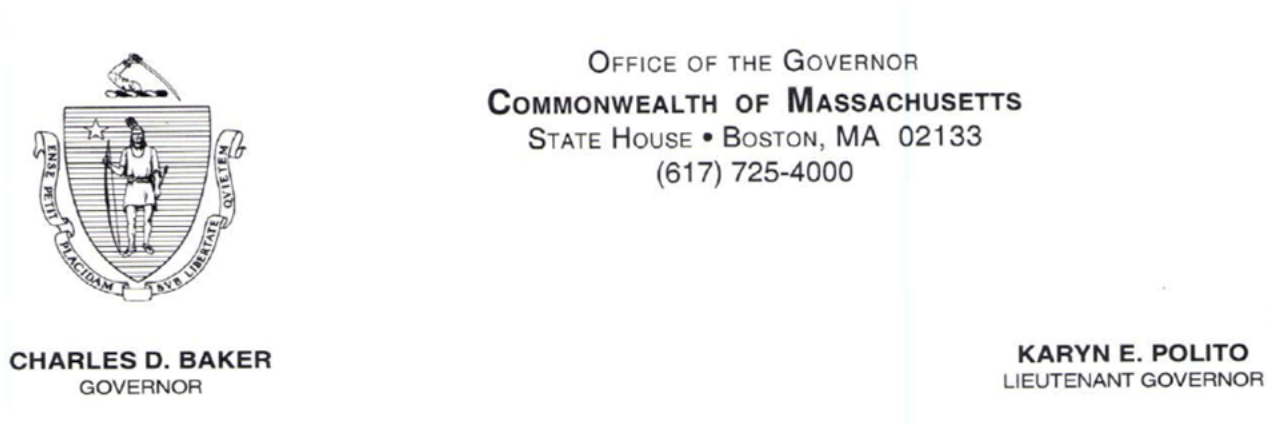 OFFICE OF THE GOVERNOR
COMMONWEALTH OF MASSACHUSETTS
STATE HOUSE • BOSTON, MA 02133
(617) 725-4000
ENSE PETIT PLACIDAM SVB LIBERTATE QVIETEM
CHARLES D. BAKER
GOVERNOR
KARYN E. POLITO
LIEUTENANT GOVERNOR